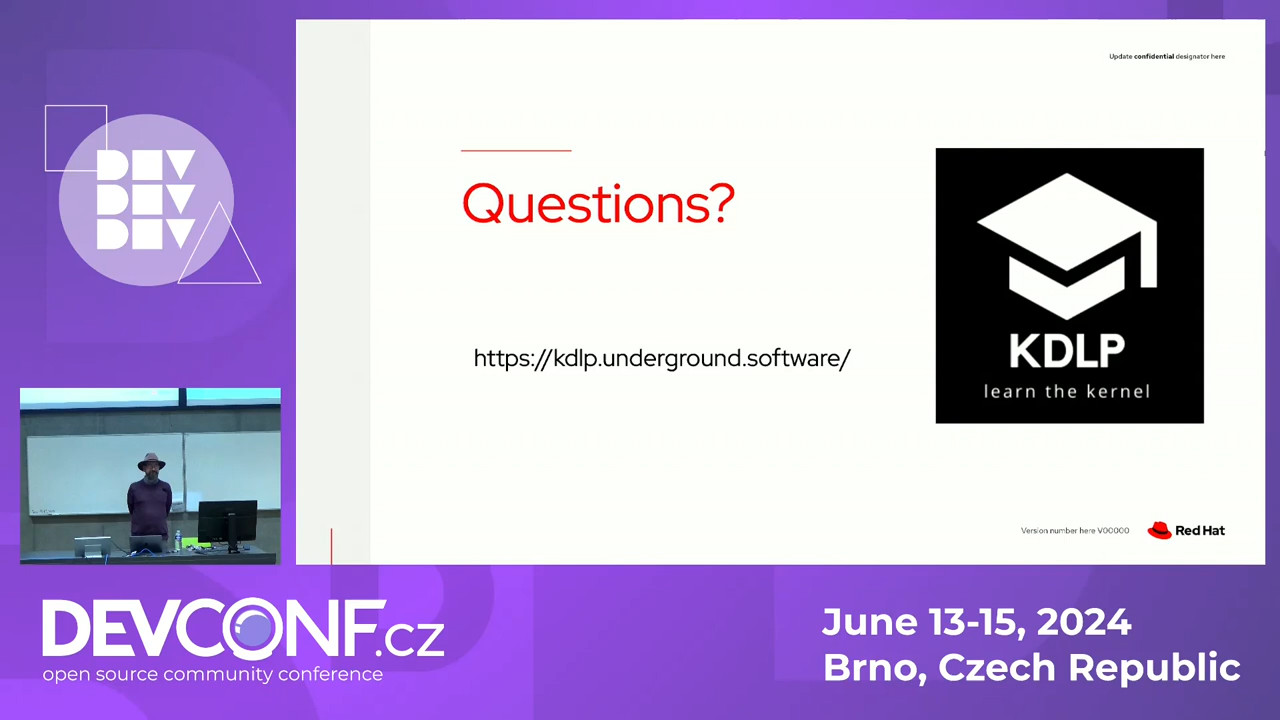 Update confidential designator here
DEV
DEV
DEV
Questions?
https://kdlp.underground.software/
KDLP
learn the kernel
Version number here V00000
Red Hat
DEVCONF.cz
open source community conference
June 13-15, 2024
Brno, Czech Republic